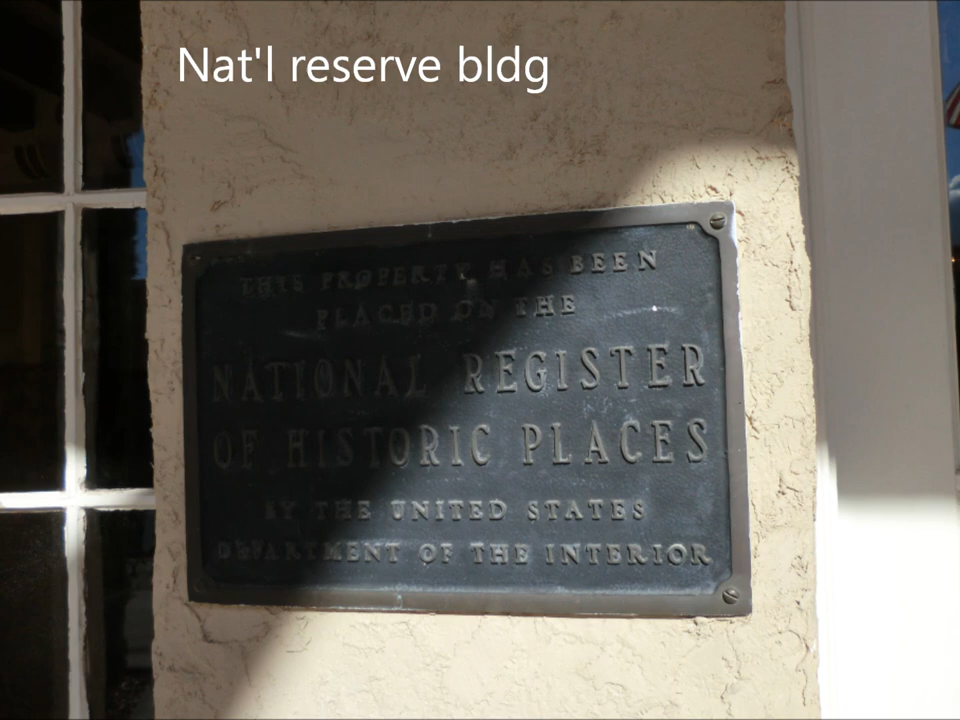 Nat'l reserve bldg
THIS PROPERTY HAS BEEN
PLACED ON THE
NATIONAL REGISTER
OF HISTORIC PLACES
BY THE UNITED STATES
DEPARTMENT OF THE INTERIOR